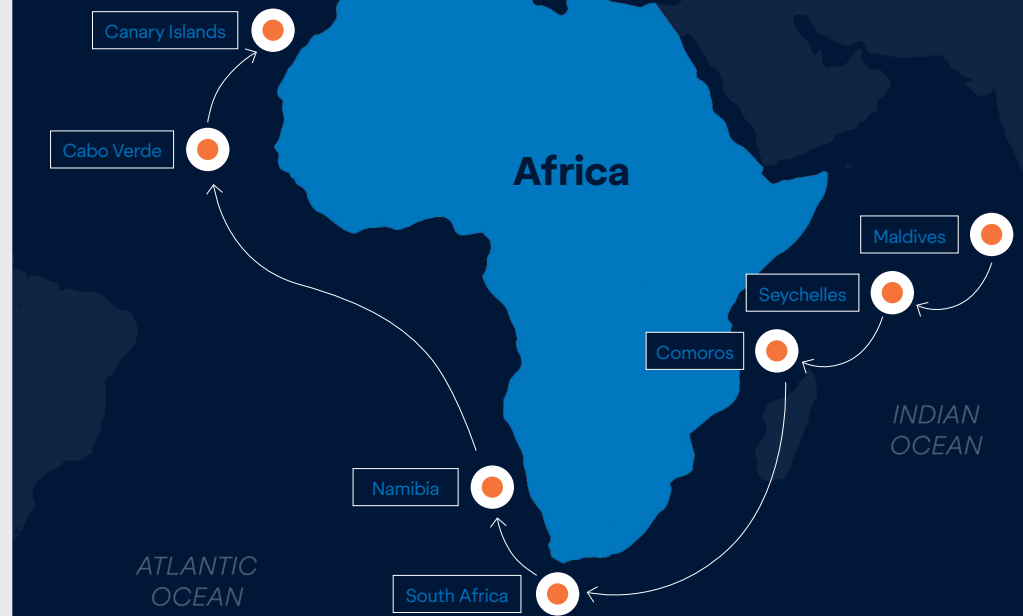 Canary Islands
Cabo Verde
Africa
Maldives
Seychelles
Comoros
INDIAN
OCEAN
Namibia
ATLANTIC
OCEAN
South Africa